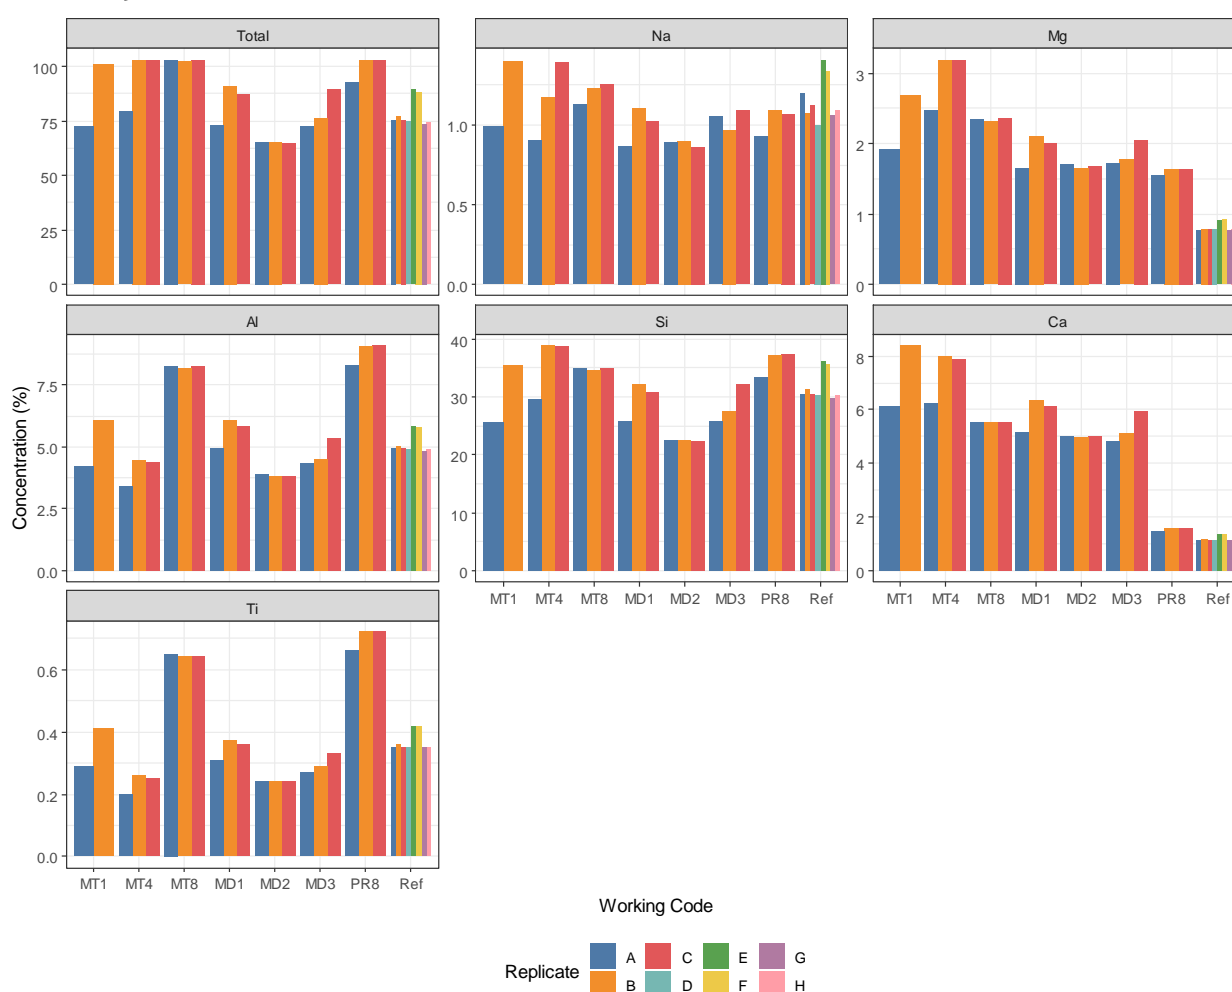 Total
Na
Mg
100
75
50
25
0
1.0
0.5
0.0
3
2
1
0
Al
Si
Ca
Concentration (%)
7.5
5.0
2.5
0.0
40
30
20
10
0
8
6
4
2
0
MT1 MT4 MT8 MD1 MD2 MD3 PR8 Ref
MT1 MT4 MT8 MD1 MD2 MD3 PR8 Ref
Ti
0.6
0.4
0.2
0.0
MT1 MT4 MT8 MD1 MD2 MD3 PR8 Ref
Working Code
Replicate
A C E G
B D F H